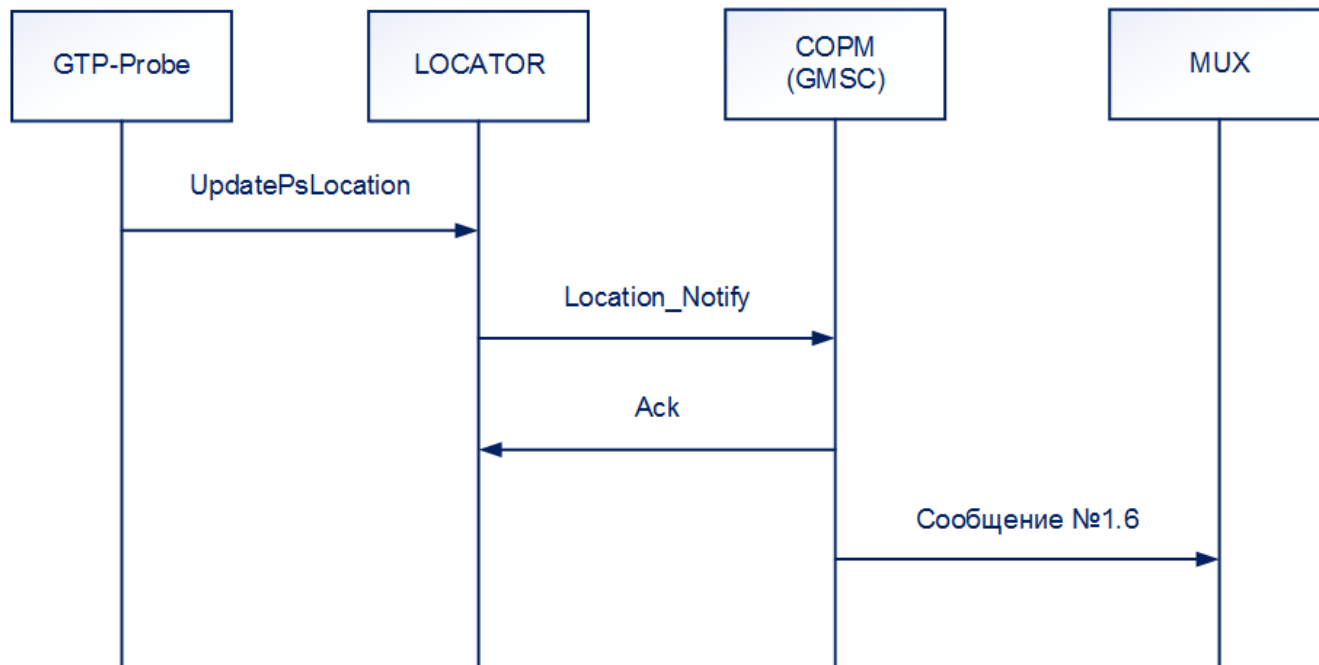 GTP-Probe
LOCATOR
СОРМ
(GMSC)
MUX
UpdatePsLocation
Location_Notify
Ack
Сообщение №1.6